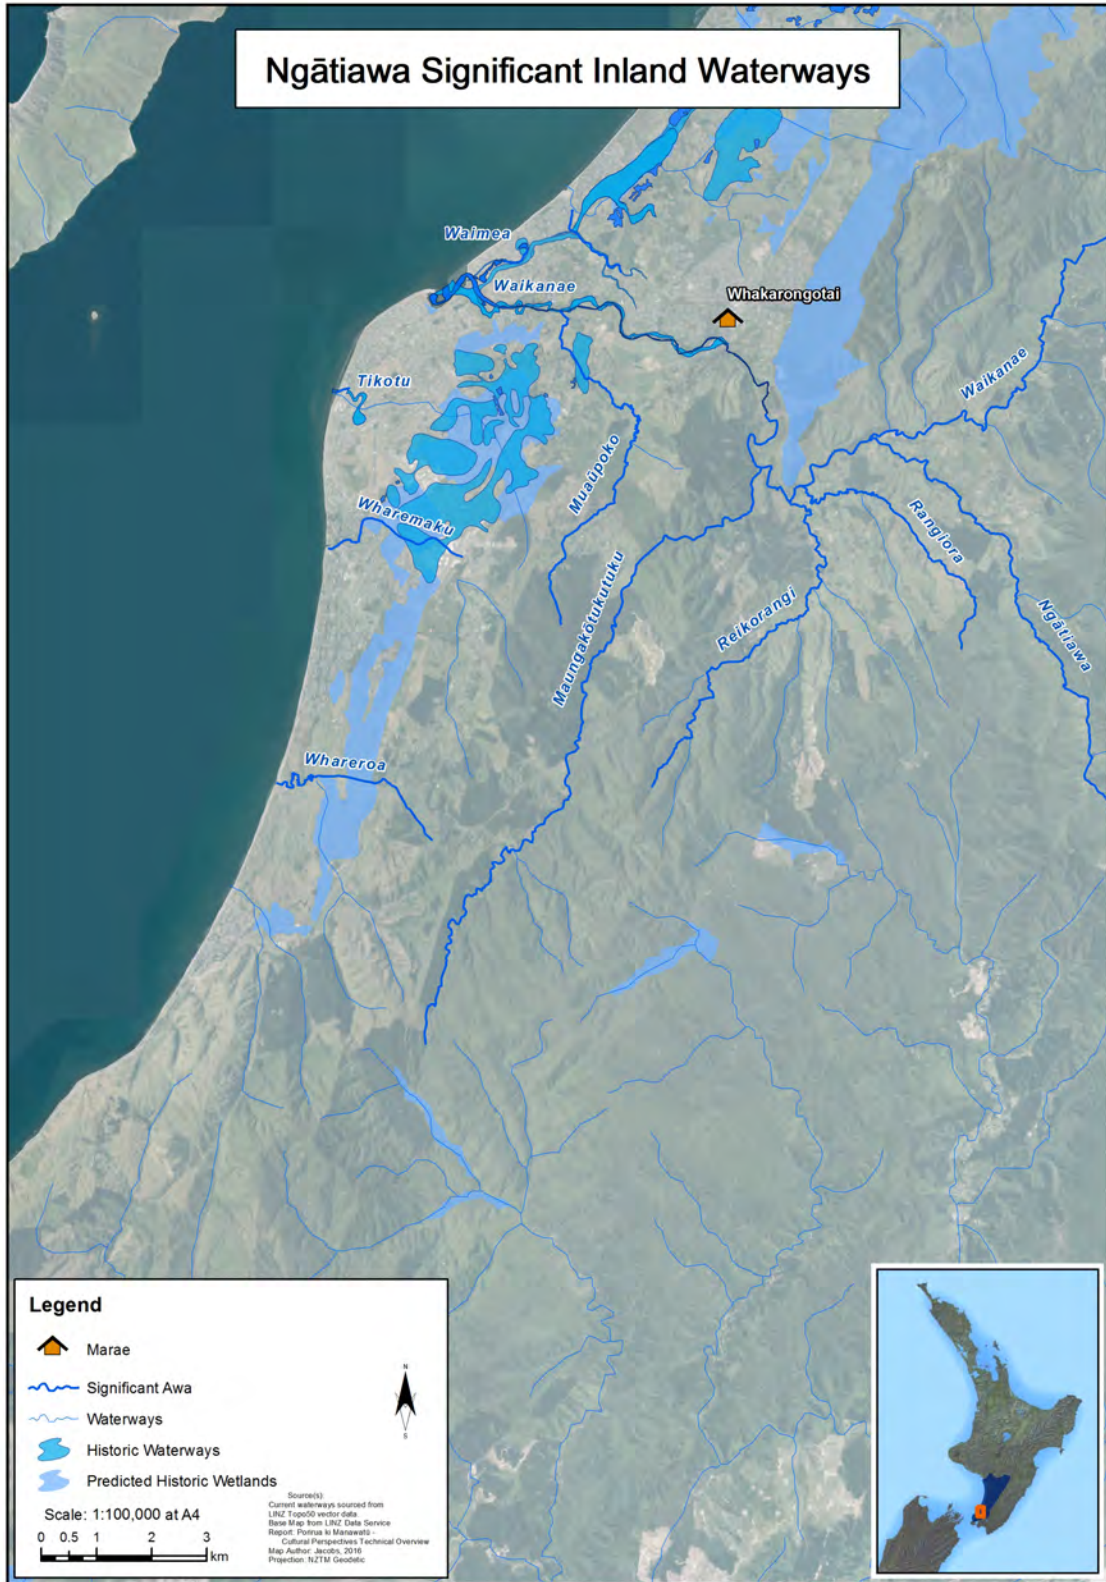 Ngātiawa Significant Inland Waterways
Waimea
Waikanae
Whakarongotai
Waikanae
Tikotu
Muaūpoko
Wharemaku
Rangiora
Maungakōtukutuku
Reikorangi
Ngātiawa
Whareroa
Legend
Marae
Significant Awa
Waterways
Historic Waterways
Predicted Historic Wetlands
N
S
Scale: 1:100,000 at A4
0 0.5 1 2 3
km
Source(s):
Current waterways sourced from
LINZ Topo50 vector data
Base Map from LINZ Data Service
Report: Porirua ki Manawatū -
Cultural Perspectives Technical Overview
Map Author: Jacobs, 2016
Projection: NZTM Geodetic